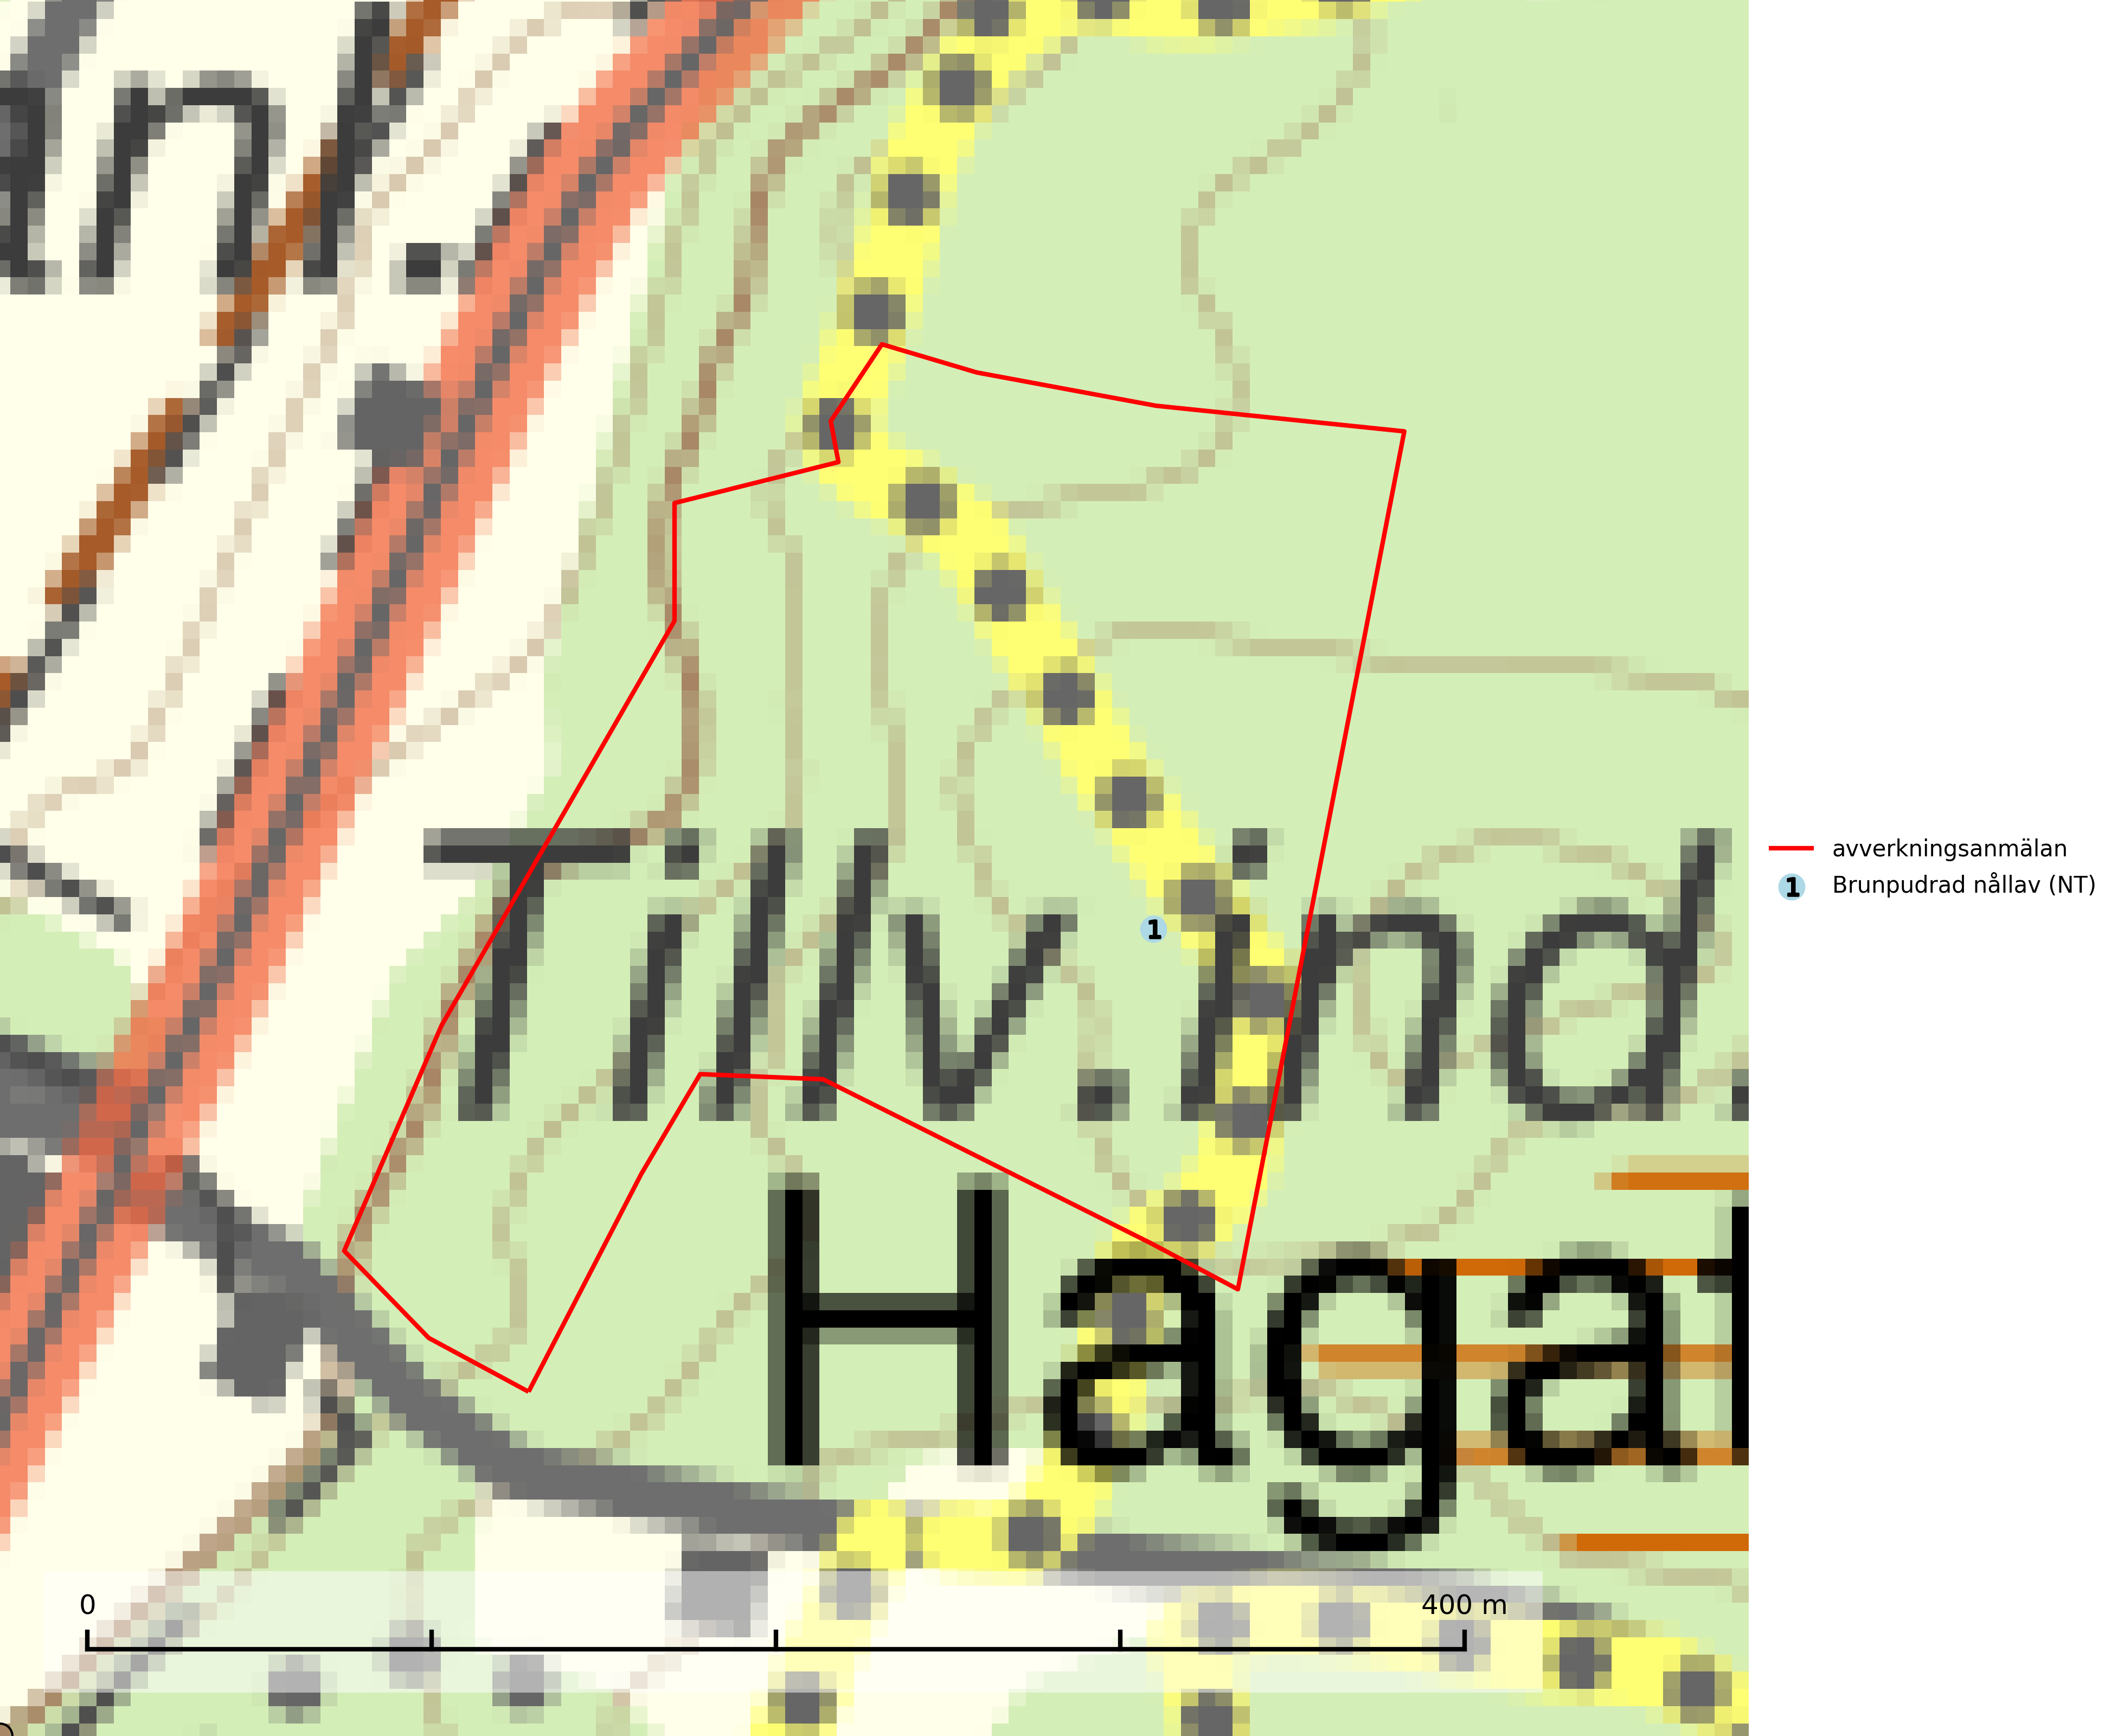 Tillv.ind.
avverkningsanmälan
1 Brunpudrad nållav (NT)
1
Haga
0 400 m